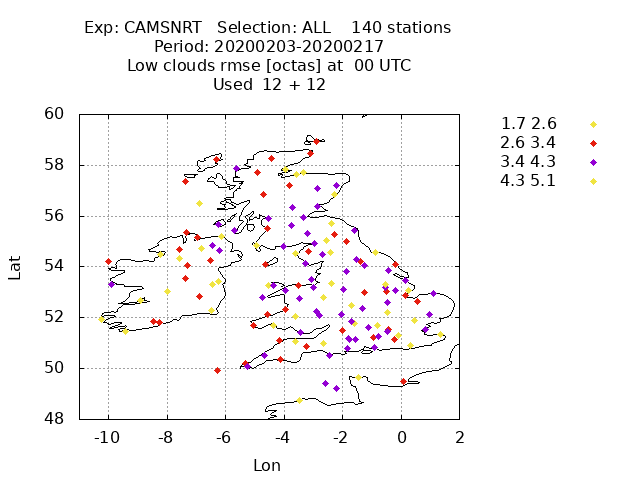 Exp: CAMSNRT   Selection: ALL    140 stations
Period: 20200203-20200217
Low clouds rmse [octas] at  00 UTC
Used  12 + 12
60
58
56
54
52
50
48
Lat
-10 -8 -6 -4 -2 0 2
Lon
1.7 2.6
2.6 3.4
3.4 4.3
4.3 5.1